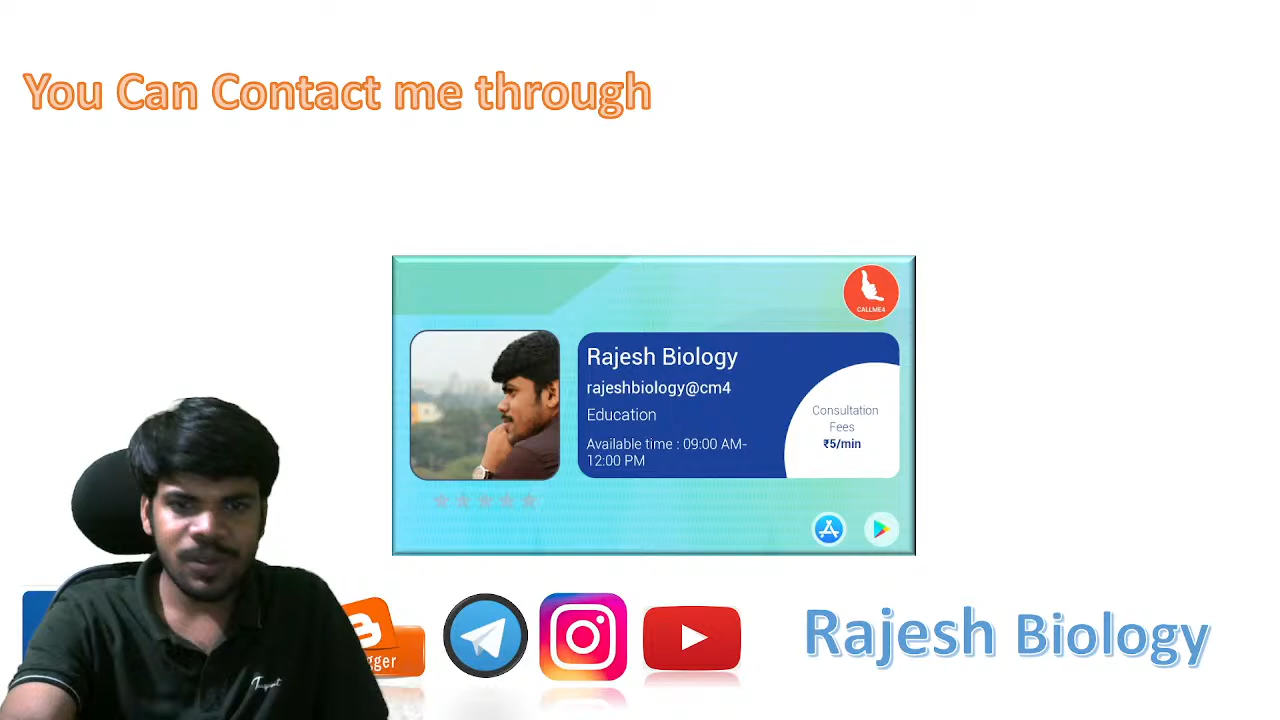 You Can Contact me through
CALLME4
Rajesh Biology
rajeshbiology@cm4
Education
Available time : 09:00 AM-
12:00 PM
Consultation
Fees
₹5/min
gger
Rajesh Biology